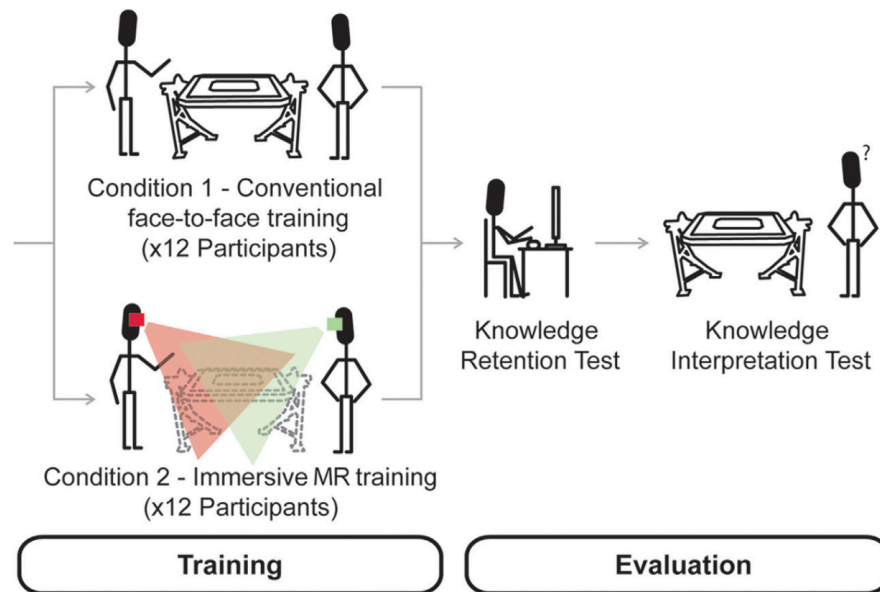 Condition 1 - Conventional
face-to-face training
(x12 Participants)
?
Knowledge
Retention Test
Knowledge
Interpretation Test
Condition 2 - Immersive MR training
(x12 Participants)
Training
Evaluation